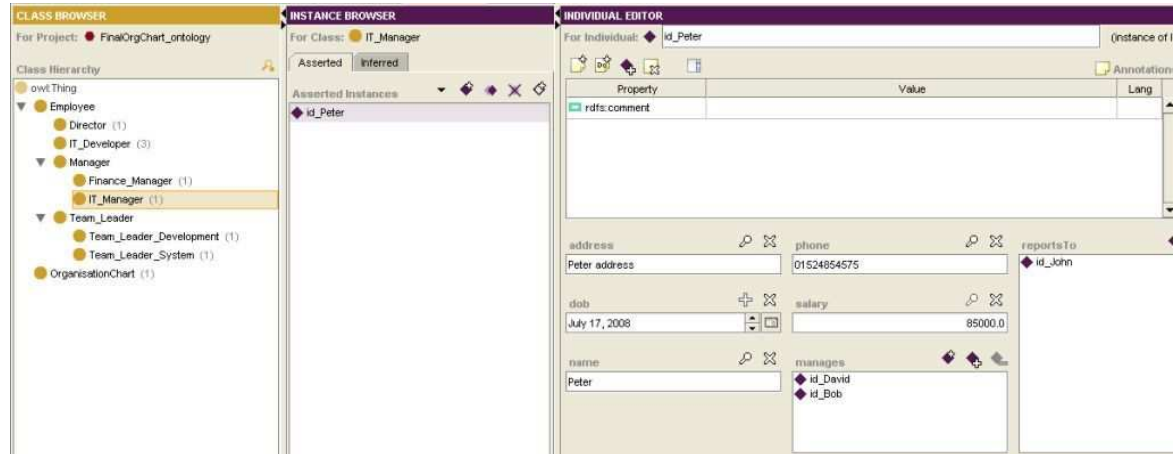 CLASS BROWSER
For Project: FinalOrgChart_ontology
Class Hierarchy
owl:Thing
Employee
Director (1)
IT_Developer (3)
Manager
Finance_Manager (1)
IT_Manager (1)
Team_Leader
Team_Leader_Development (1)
Team_Leader_System (1)
OrganisationChart (1)
INSTANCE BROWSER
For Class: IT_Manager
Asserted Inferred
Asserted Instances
id_Peter
INDIVIDUAL EDITOR
For Individual: id_Peter (instance of I
Annotation
Property Value Lang
rdfs:comment
address phone reportsTo
Peter address 01524854575 id_John
dob salary
July 17, 2008 85000.0
name manages
Peter id_David
id_Bob